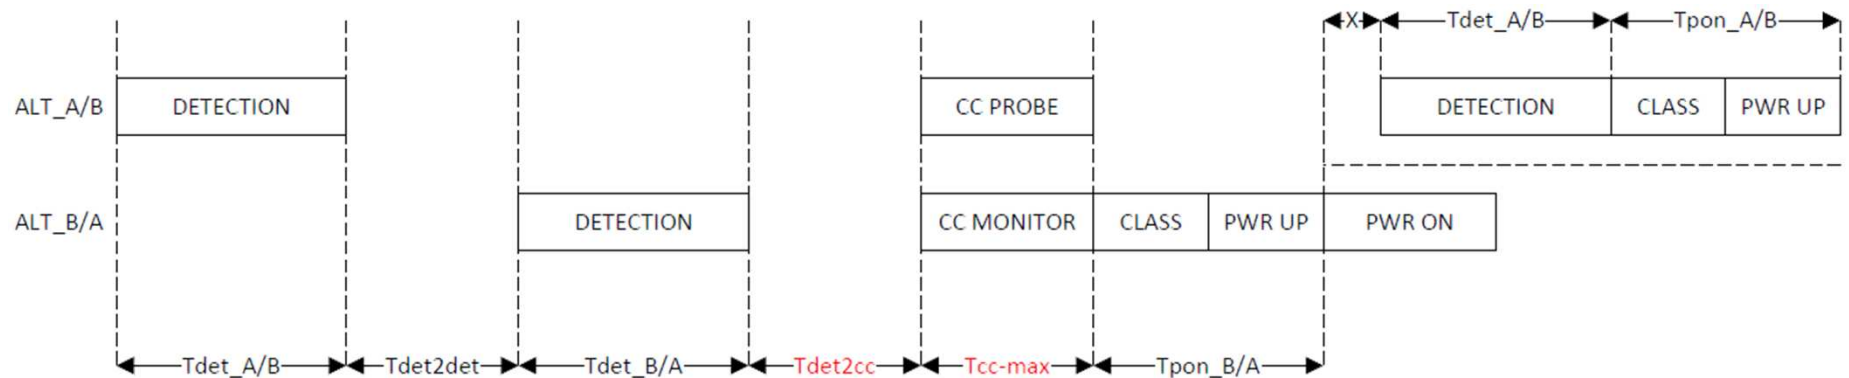 X Tdet_A/B Tpon_A/B
ALT_A/B DETECTION CC PROBE DETECTION CLASS PWR UP
ALT_B/A DETECTION CC MONITOR CLASS PWR UP PWR ON
Tdet_A/B Tdet2det Tdet_B/A Tdet2cc Tcc-max Tpon_B/A